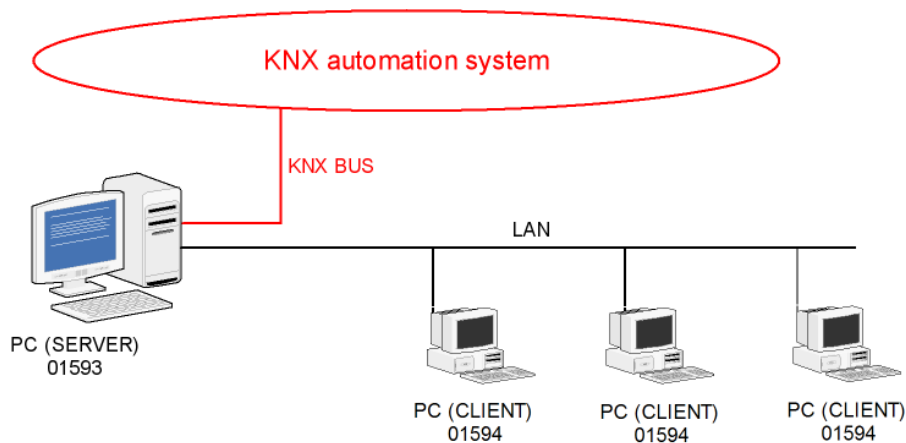 KNX automation system
KNX BUS
LAN
PC (SERVER)
01593
PC (CLIENT)
01594
PC (CLIENT)
01594
PC (CLIENT)
01594